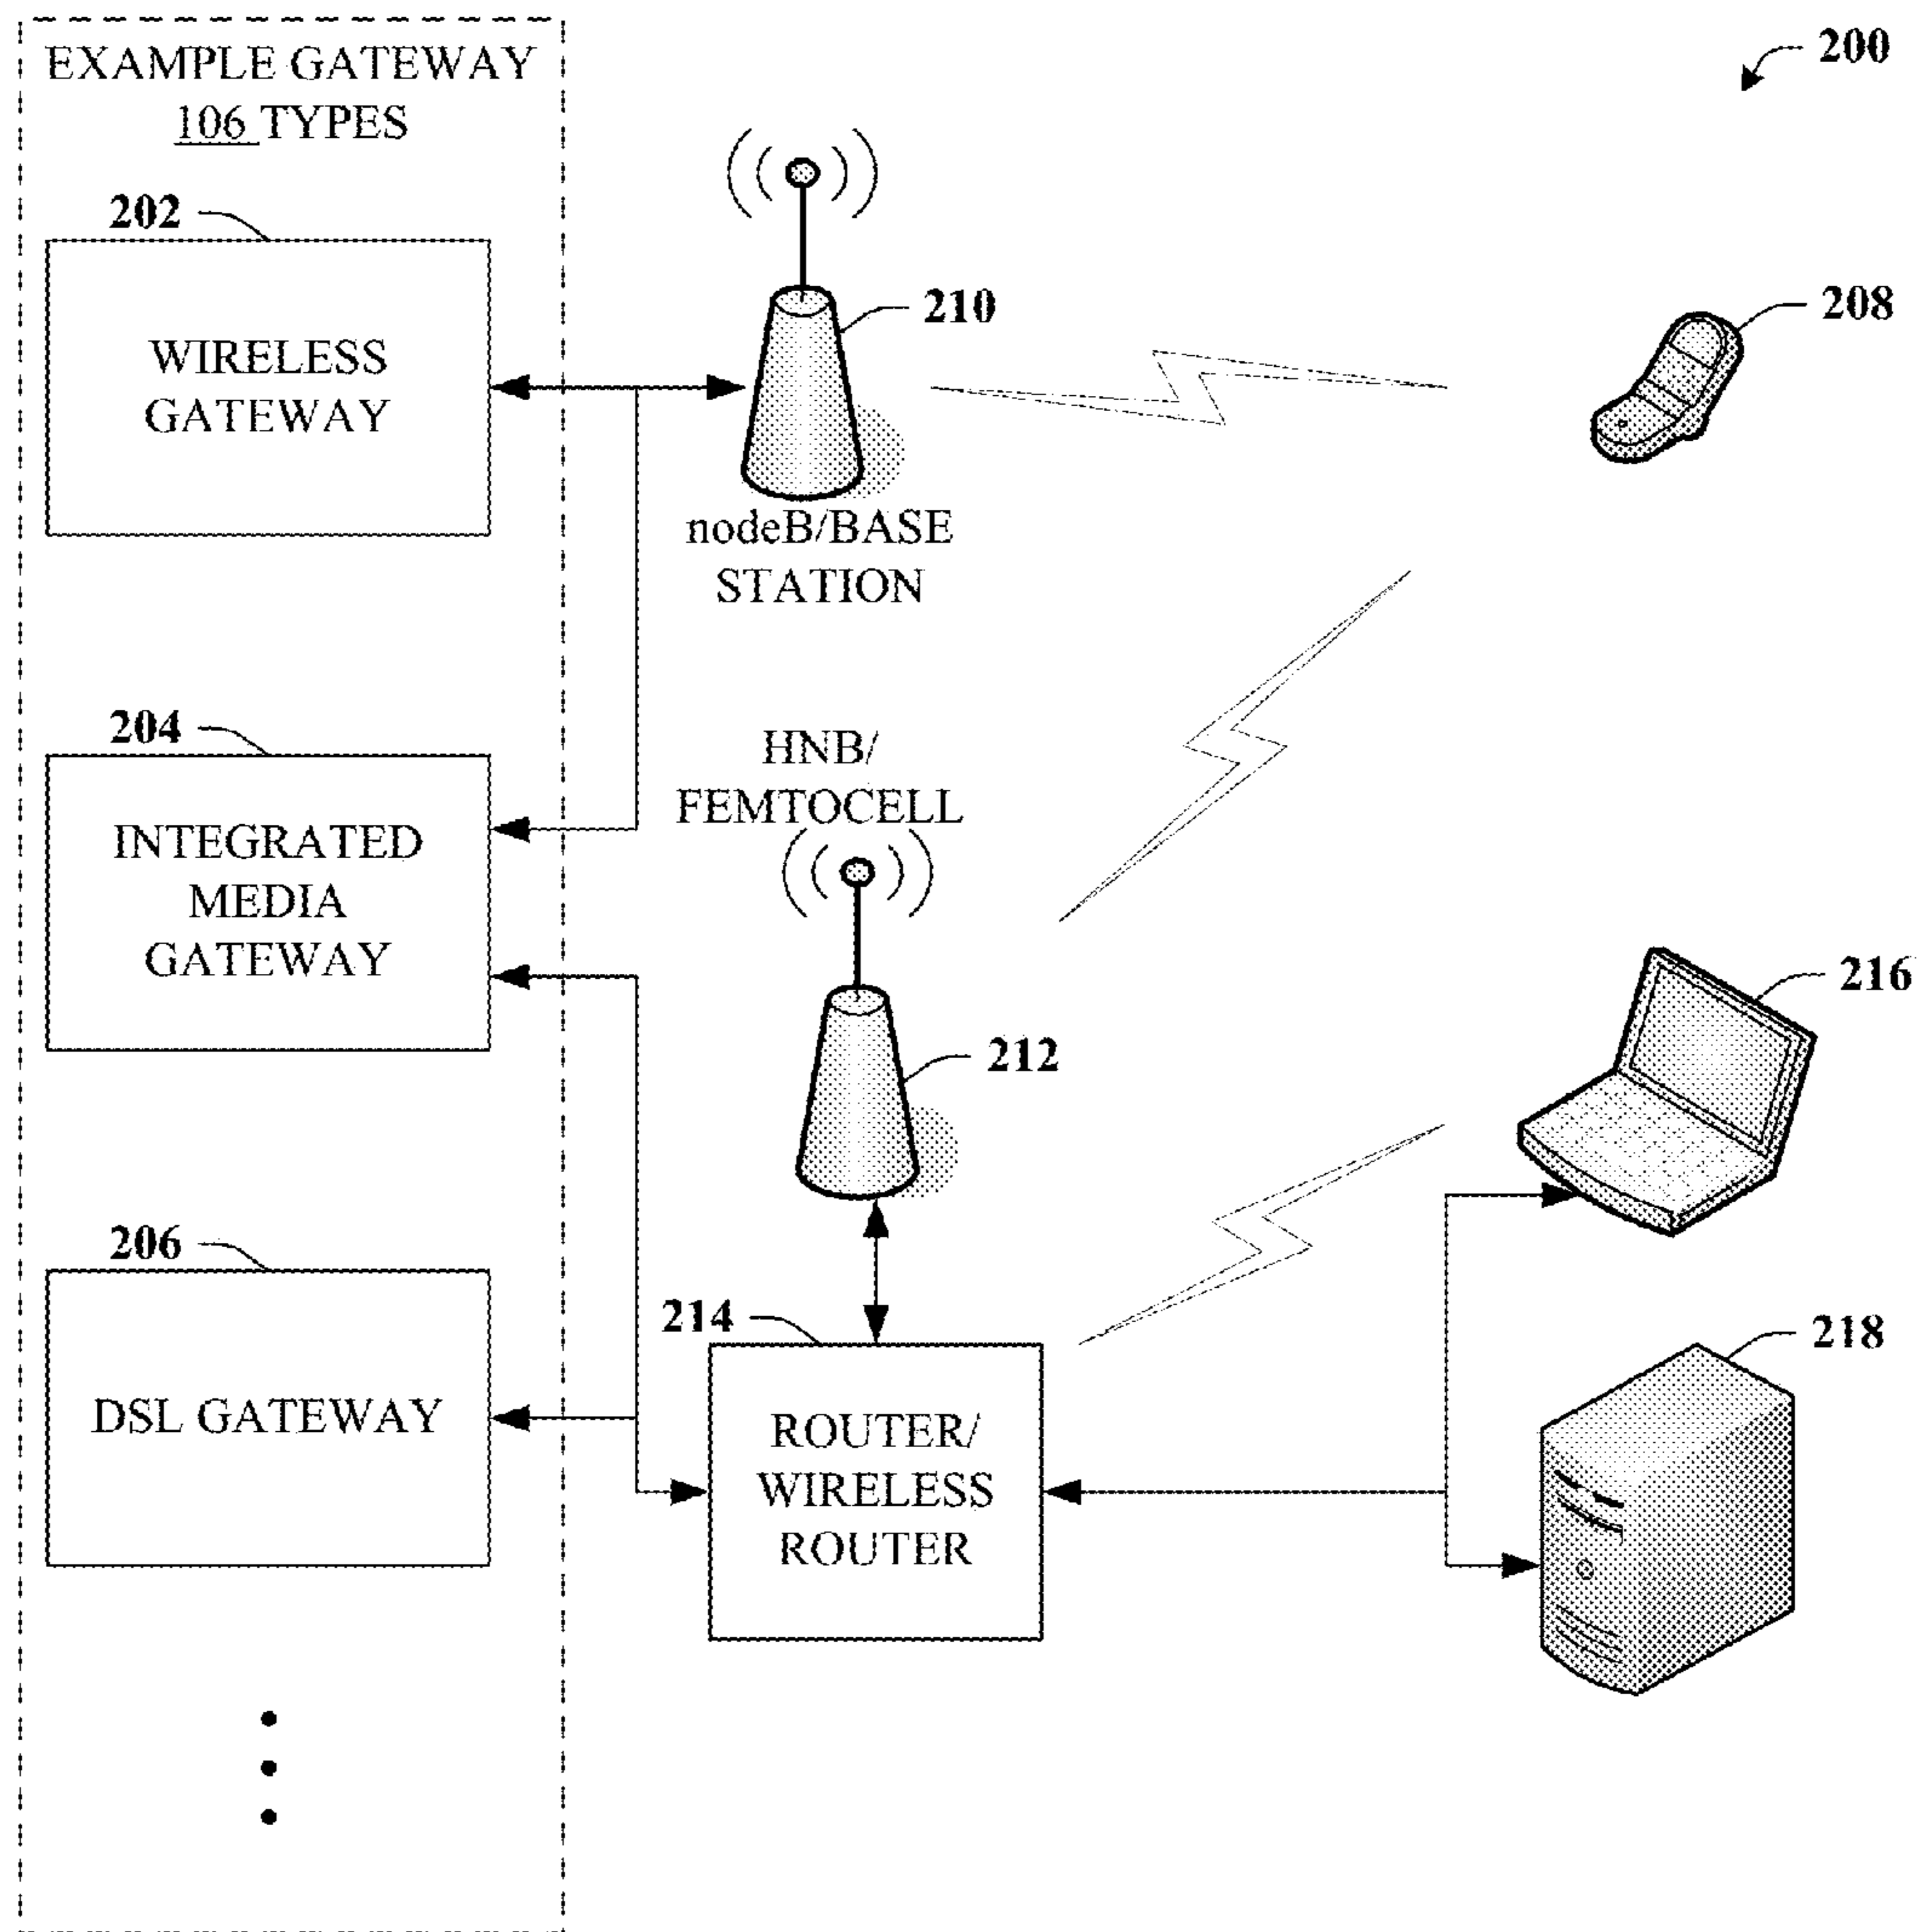 EXAMPLE GATEWAY
106 TYPES
200
202
WIRELESS
GATEWAY
210
nodeB/BASE
STATION
208
204
INTEGRATED
MEDIA
GATEWAY
HNB/
FEMTOCELL
212
216
206
DSL GATEWAY
214
ROUTER/
WIRELESS
ROUTER
218